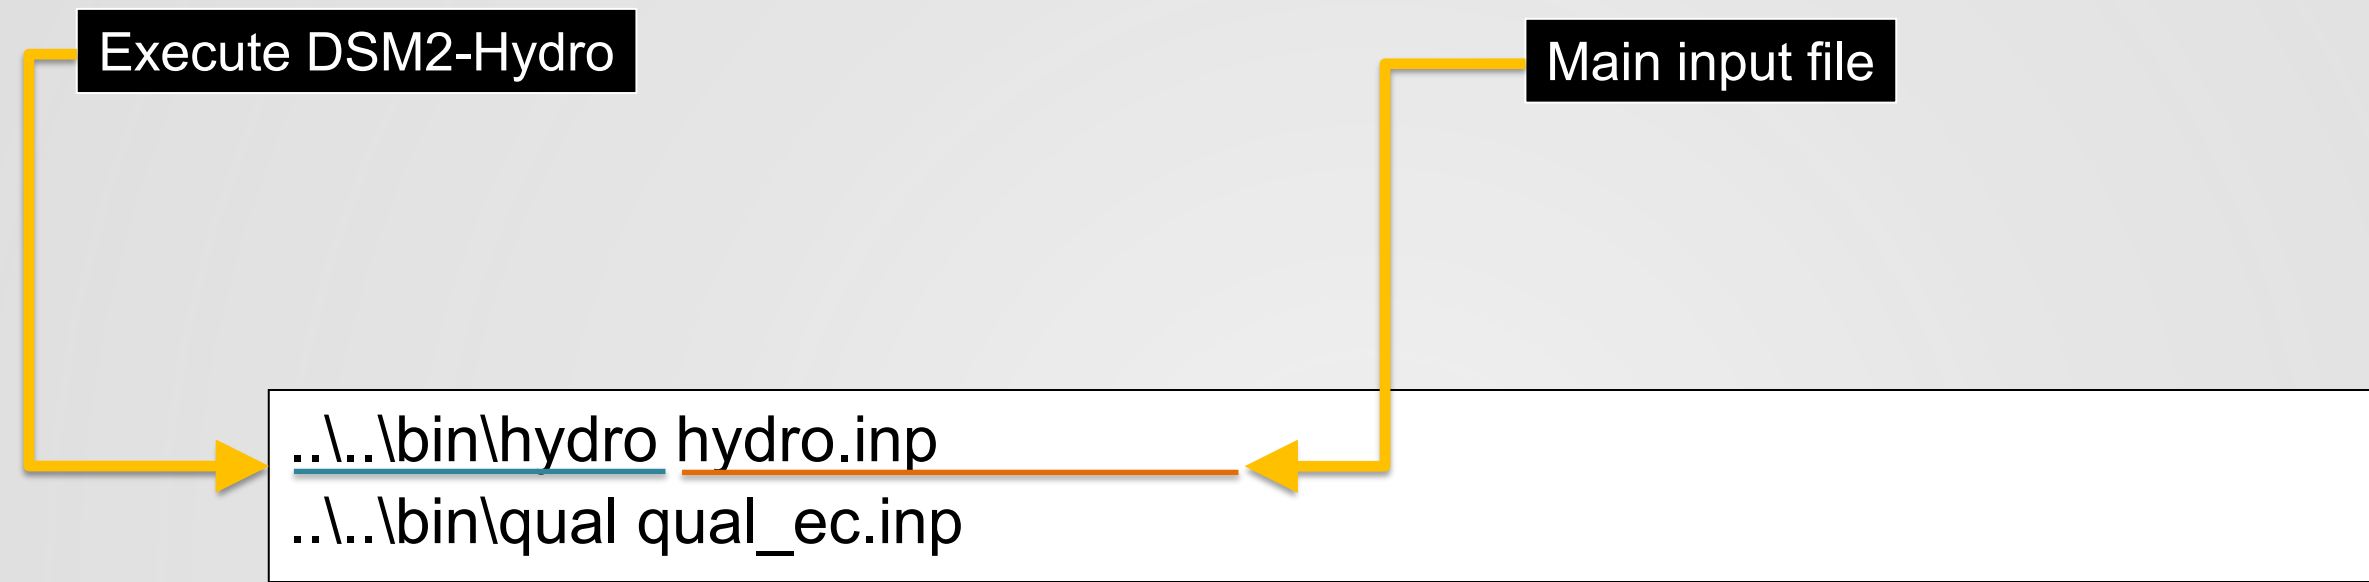 Execute DSM2-Hydro
Main input file
..\..\bin\hydro hydro.inp
..\..\bin\qual qual_ec.inp